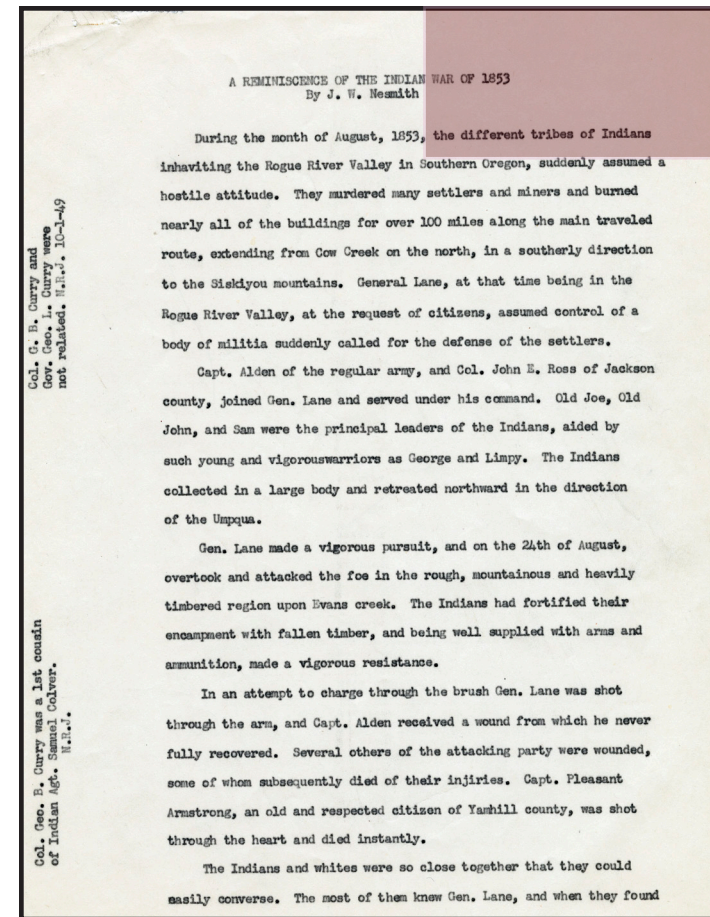 A REMINISCENCE OF THE INDIAN WAR OF 1853
By J. W. Nesmith
During the month of August, 1853, the different tribes of Indians
inhaviting the Rogue River Valley in Southern Oregon, suddenly assumed a
hostile attitude. They murdered many settlers and miners and burned
nearly all of the buildings for over 100 miles along the main traveled
route, extending from Cow Creek on the north, in a southerly direction
to the Siskiyou mountains. General Lane, at that time being in the
Rogue River Valley, at the request of citizens, assumed control of a
body of militia suddenly called for the defense of the settlers.
Capt. Alden of the regular army, and Col. John E. Ross of Jackson
county, joined Gen. Lane and served under his command. Old Joe, Old
John, and Sam were the principal leaders of the Indians, aided by
such young and vigorouswarriors as George and Limpy. The Indians
collected in a large body and retreated northward in the direction
of the Umpqua.
Gen. Lane made a vigorous pursuit, and on the 24th of August,
overtook and attacked the foe in the rough, mountainous and heavily
timbered region upon Evans creek. The Indians had fortified their
encampment with fallen timber, and being well supplied with arms and
ammunition, made a vigorous resistance.
In an attempt to charge through the brush Gen. Lane was shot
through the arm, and Capt. Alden received a wound from which he never
fully recovered. Several others of the attacking party were wounded,
some of whom subsequently died of their injiries. Capt. Pleasant
Armstrong, an old and respected citizen of Yamhill county, was shot
through the heart and died instantly.
The Indians and whites were so close together that they could
easily converse. The most of them knew Gen. Lane, and when they found
Col. G. B. Curry and
Gov. Geo. L. Curry were
not related. N.R.J. 10-1-49
Col. Geo. B. Curry was a 1st cousin
of Indian Agt. Samuel Colver.
N.R.J.